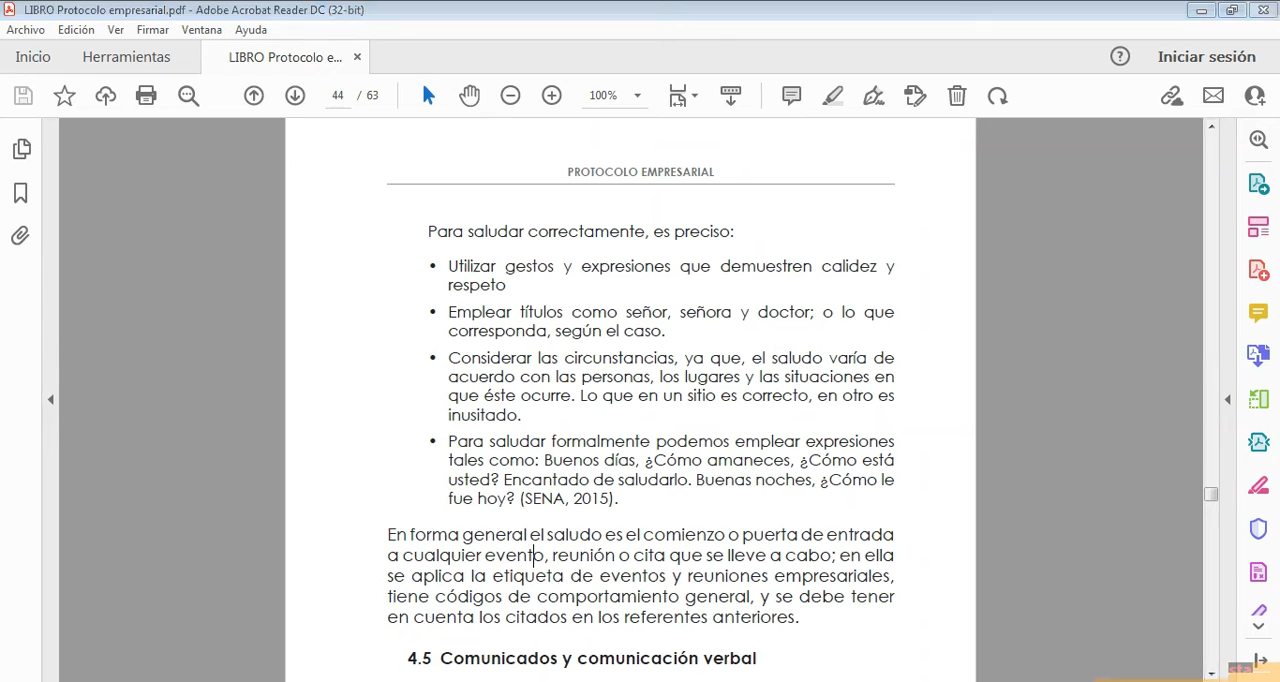 LIBRO Protocolo empresarial.pdf - Adobe Acrobat Reader DC (32-bit)
Archivo Edición Ver Firmar Ventana Ayuda
Inicio Herramientas LIBRO Protocolo e... × Iniciar sesión
44 / 63 100%
PROTOCOLO EMPRESARIAL
Para saludar correctamente, es preciso:
• Utilizar gestos y expresiones que demuestren calidez y
respeto
• Emplear títulos como señor, señora y doctor; o lo que
corresponda, según el caso.
• Considerar las circunstancias, ya que, el saludo varía de
acuerdo con las personas, los lugares y las situaciones en
que éste ocurre. Lo que en un sitio es correcto, en otro es
inusitado.
• Para saludar formalmente podemos emplear expresiones
tales como: Buenos días, ¿Cómo amaneces, ¿Cómo está
usted? Encantado de saludarlo. Buenas noches, ¿Cómo le
fue hoy? (SENA, 2015).
En forma general el saludo es el comienzo o puerta de entrada
a cualquier evento, reunión o cita que se lleve a cabo; en ella
se aplica la etiqueta de eventos y reuniones empresariales,
tiene códigos de comportamiento general, y se debe tener
en cuenta los citados en los referentes anteriores.
4.5 Comunicados y comunicación verbal